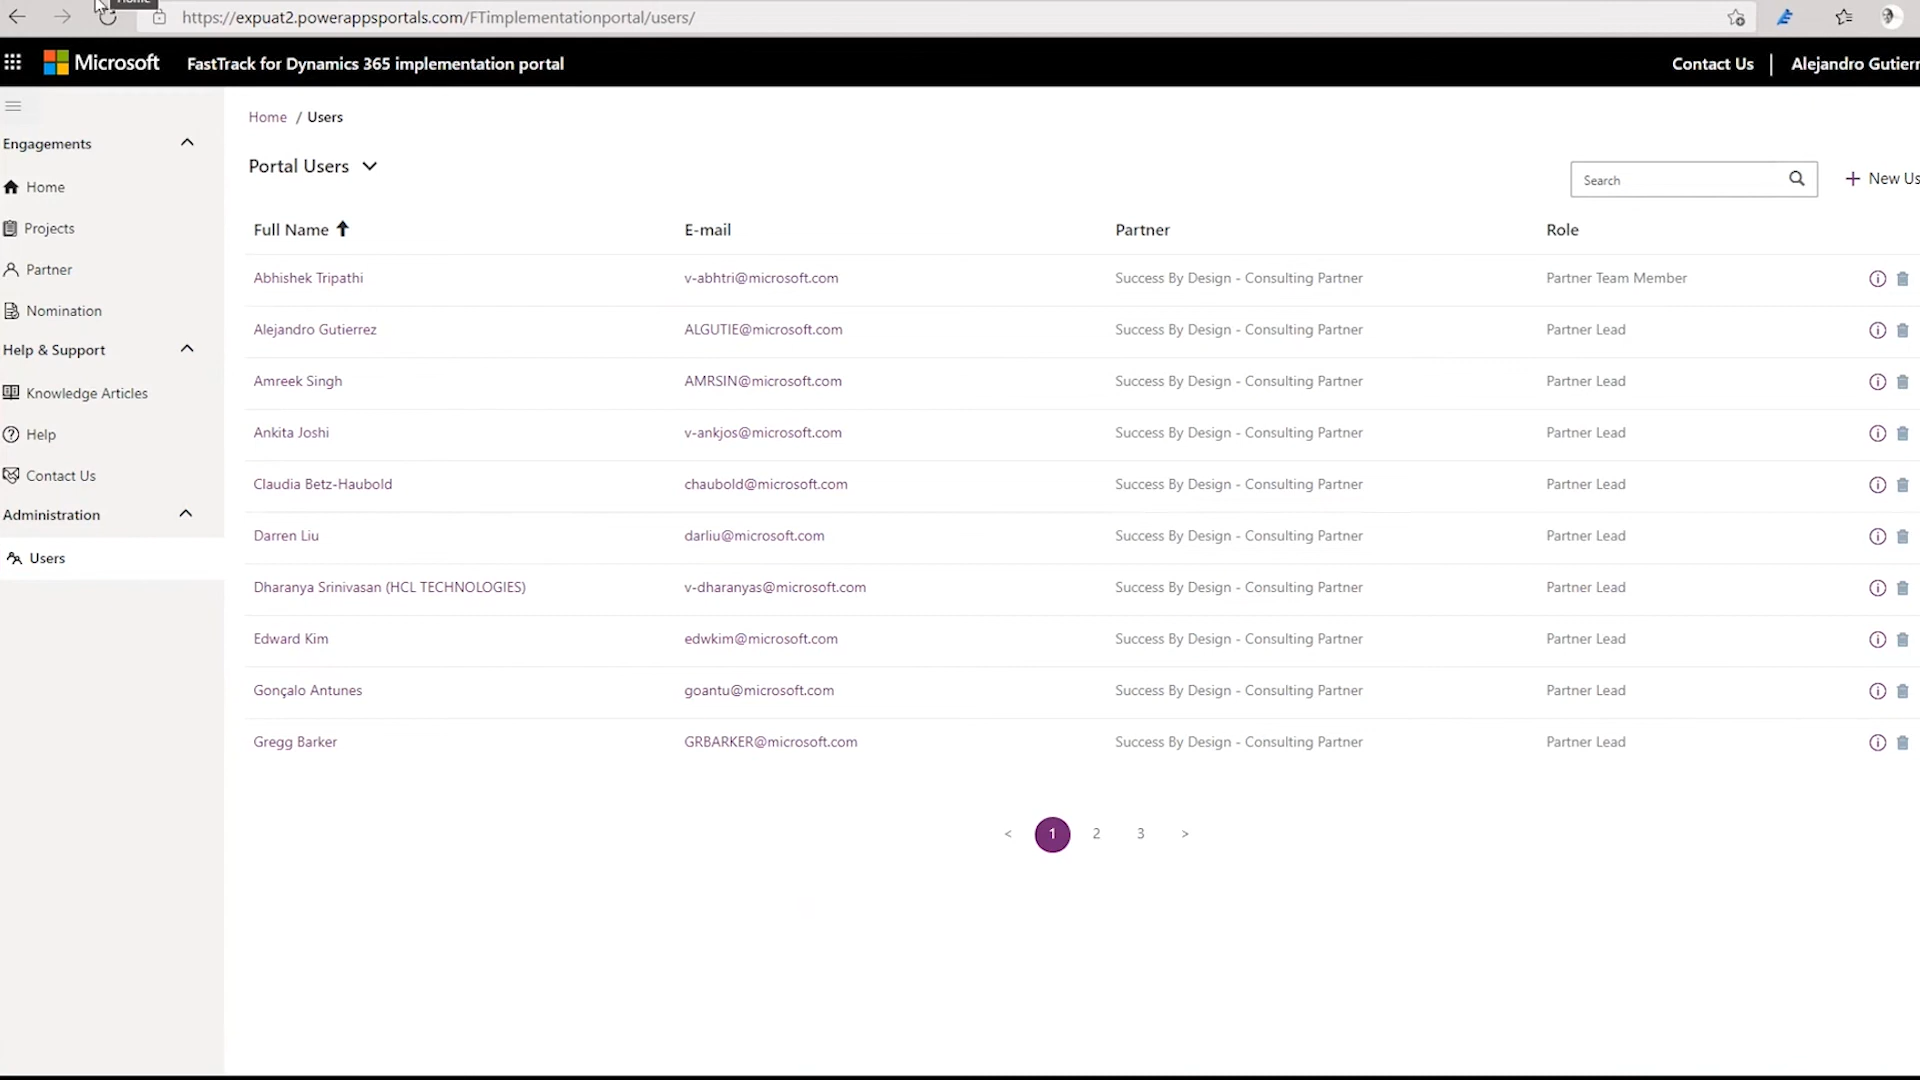 https://expuat2.powerappsportals.com/FTimplementationportal/users/
Microsoft FastTrack for Dynamics 365 implementation portal Contact Us | Alejandro Gutierr
Engagements
Home
Projects
Partner
Nomination
Help & Support
Knowledge Articles
Help
Contact Us
Administration
Users
Home / Users
Portal Users
Search
+ New Us
Full Name E-mail Partner Role
Abhishek Tripathi v-abhtri@microsoft.com Success By Design - Consulting Partner Partner Team Member
Alejandro Gutierrez ALGUTIE@microsoft.com Success By Design - Consulting Partner Partner Lead
Amreek Singh AMRSIN@microsoft.com Success By Design - Consulting Partner Partner Lead
Ankita Joshi v-ankjos@microsoft.com Success By Design - Consulting Partner Partner Lead
Claudia Betz-Haubold chaubold@microsoft.com Success By Design - Consulting Partner Partner Lead
Darren Liu darliu@microsoft.com Success By Design - Consulting Partner Partner Lead
Dharanya Srinivasan (HCL TECHNOLOGIES) v-dharanyas@microsoft.com Success By Design - Consulting Partner Partner Lead
Edward Kim edwkim@microsoft.com Success By Design - Consulting Partner Partner Lead
Gonçalo Antunes goantu@microsoft.com Success By Design - Consulting Partner Partner Lead
Gregg Barker GRBARKER@microsoft.com Success By Design - Consulting Partner Partner Lead
< 1 2 3 >